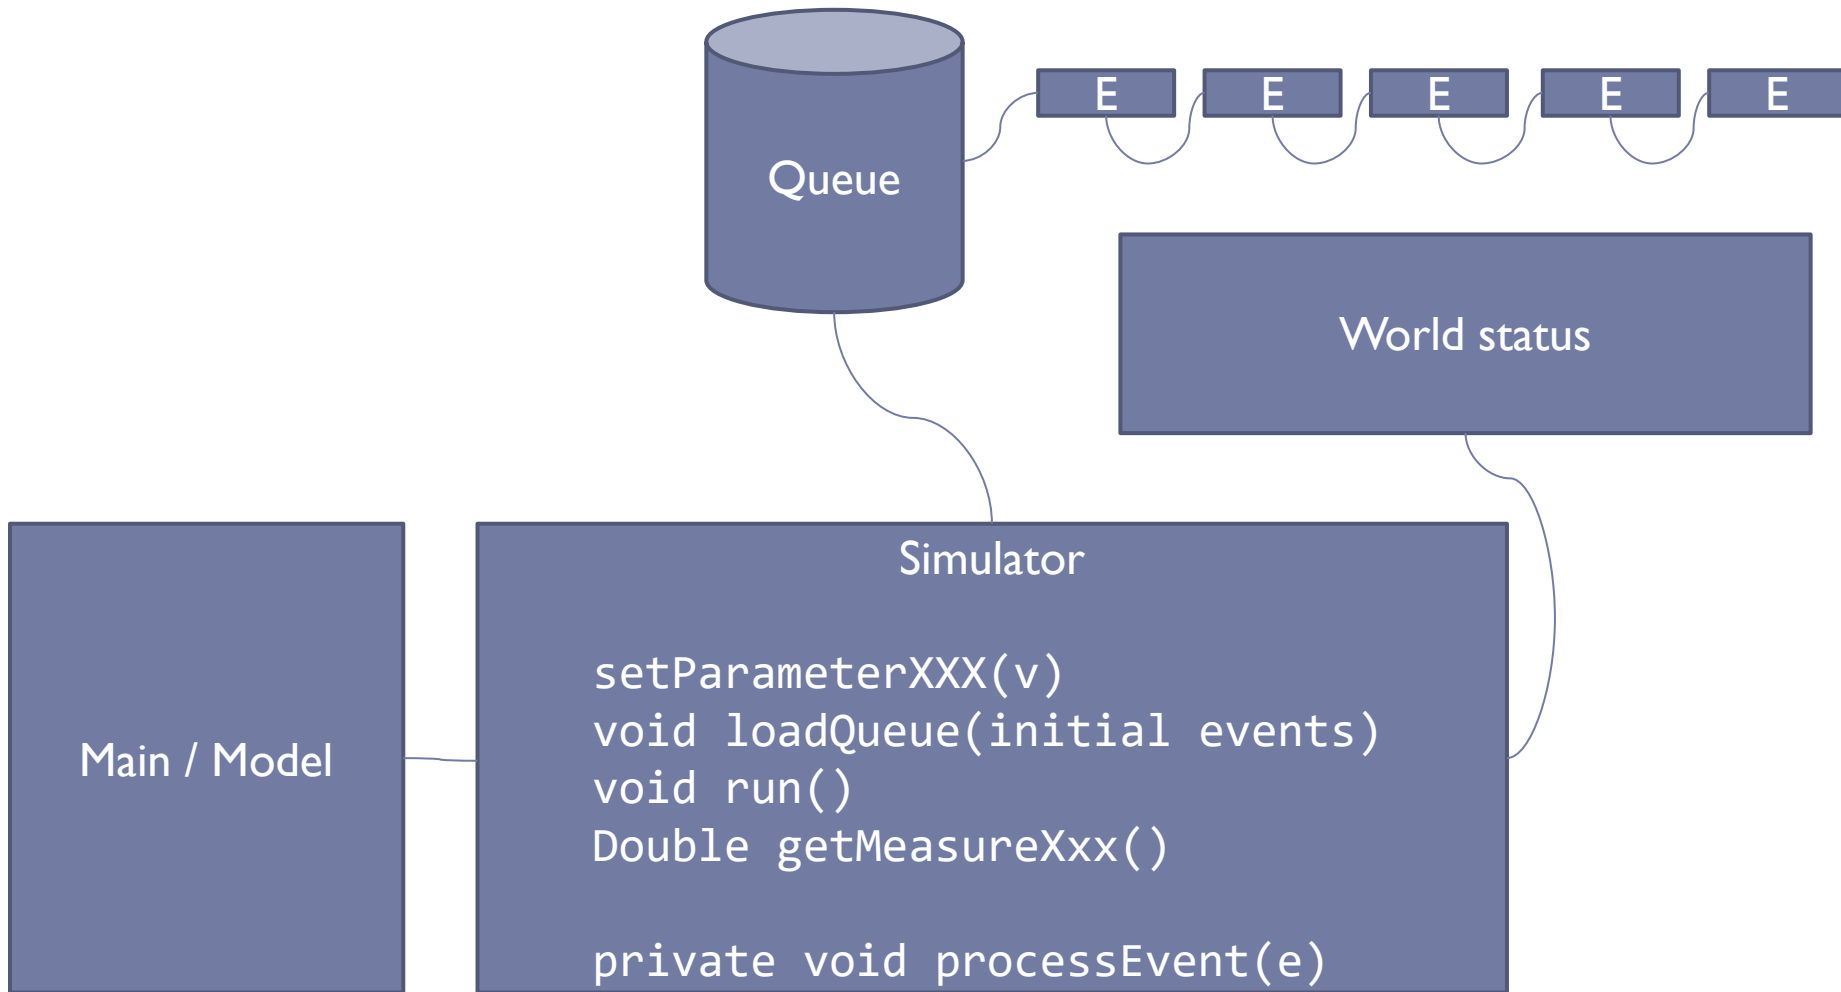 E
E
E
E
E
Queue
World status
Simulator
setParameterXXX(v)
void loadQueue(initial events)
void run()
Double getMeasureXxx()
private void processEvent(e)
Main / Model